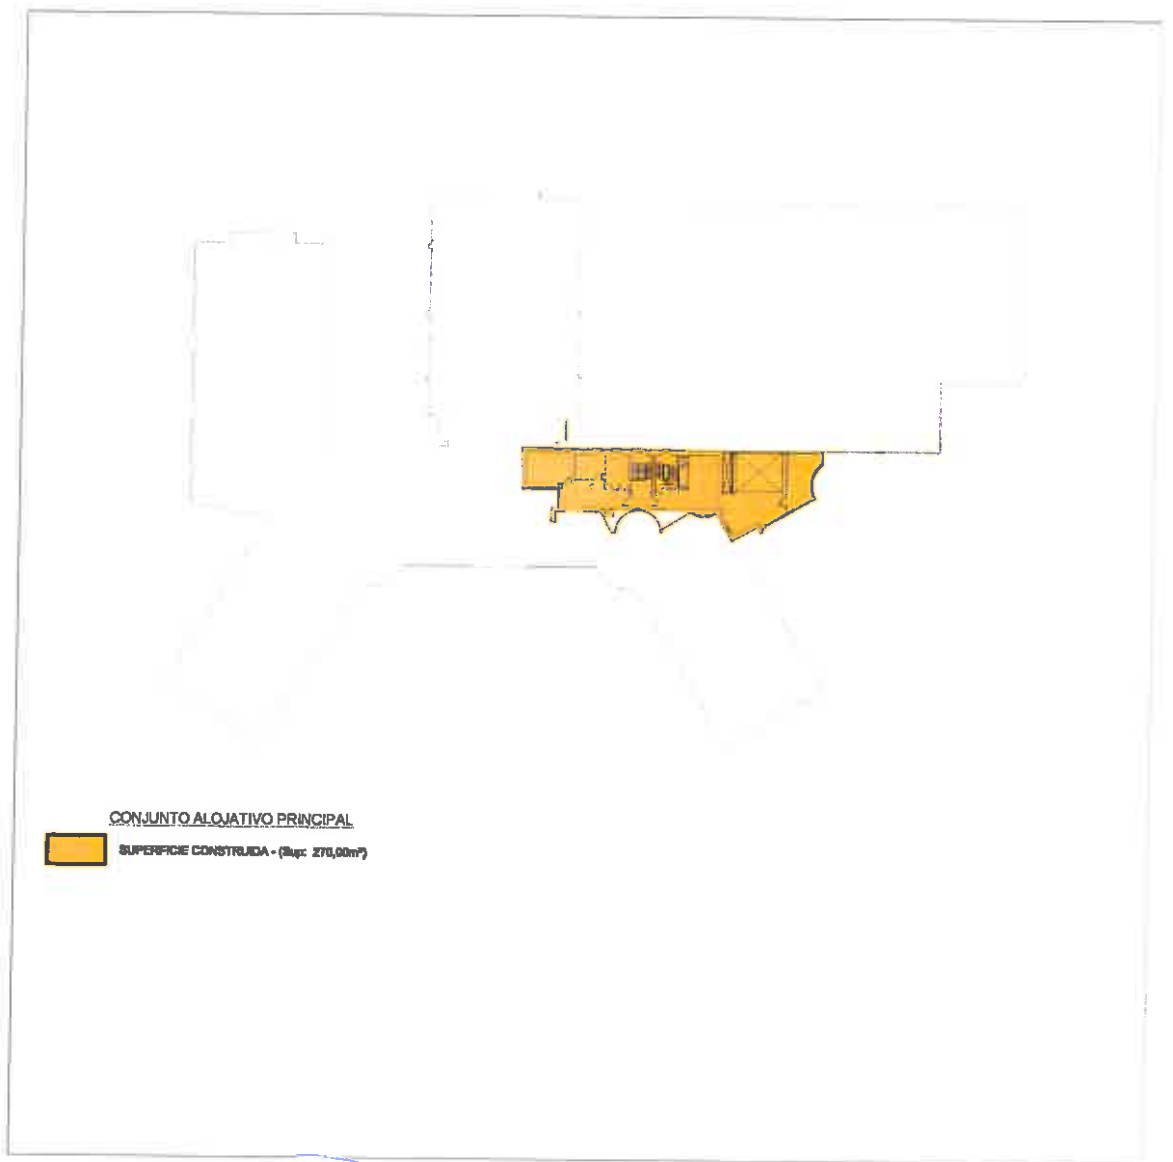 CONJUNTO ALOJATIVO PRINCIPAL
SUPERFICIE CONSTRUIDA - (Sup: 270,00m²)